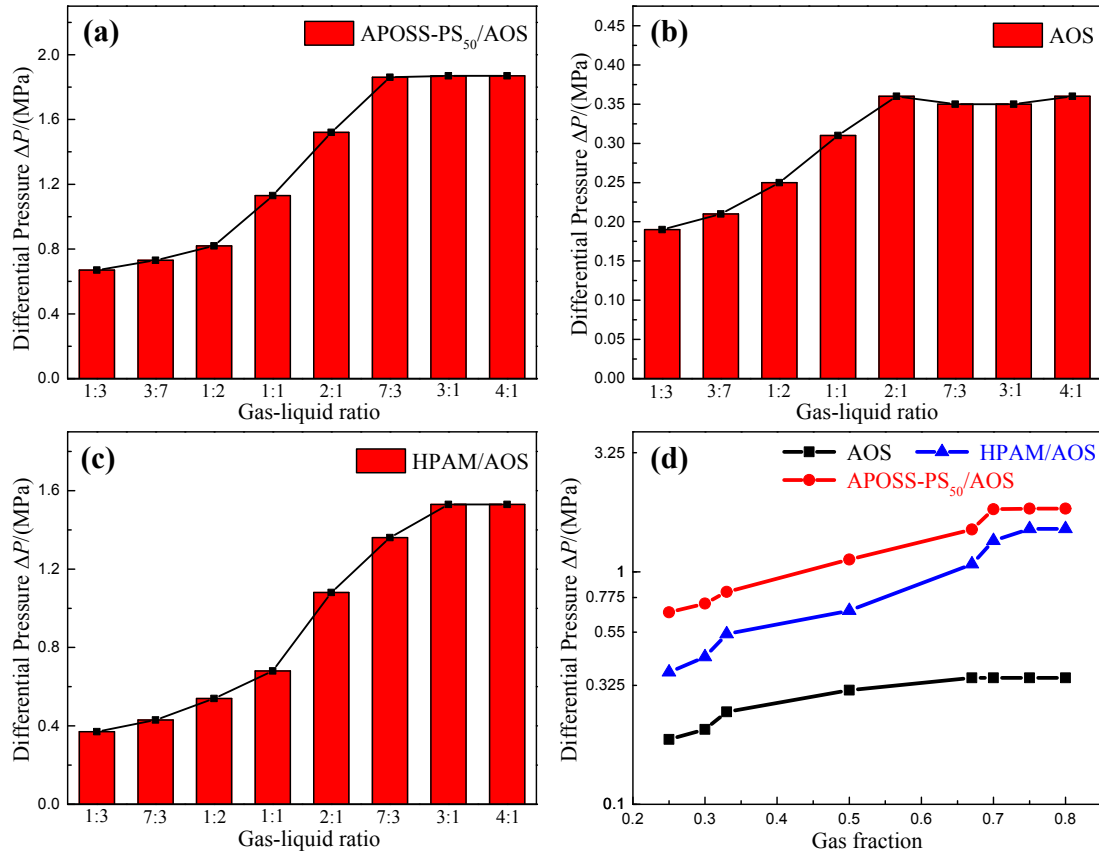 (a)
APOSS-PS₅₀/AOS
Differential Pressure ΔP/(MPa)
2.0
1.6
1.2
0.8
0.4
0.0
1:3 3:7 1:2 1:1 2:1 7:3 3:1 4:1
Gas-liquid ratio
(b)
AOS
Differential Pressure ΔP/(MPa)
0.45
0.40
0.35
0.30
0.25
0.20
0.15
0.10
0.05
0.00
1:3 3:7 1:2 1:1 2:1 7:3 3:1 4:1
Gas-liquid ratio
(c)
HPAM/AOS
Differential Pressure ΔP/(MPa)
1.6
1.2
0.8
0.4
0.0
1:3 7:3 1:2 1:1 2:1 7:3 3:1 4:1
Gas-liquid ratio
(d)
AOS HPAM/AOS
APOSS-PS₅₀/AOS
Differential Pressure ΔP/(MPa)
3.25
1
0.775
0.55
0.325
0.1
0.2 0.3 0.4 0.5 0.6 0.7 0.8
Gas fraction